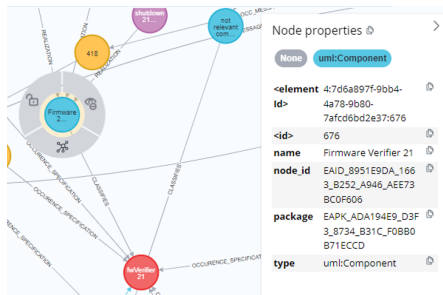 shutdown
21...
not
relevant
com...
REALIZATION
418
Firmware
2...
OCCURENCE_SPECIFICATION
OCCURENCE_SPECIFICATION
CLASSIFIES
CLASSIFIES
fwVerifier
21
Node properties
None
uml:Component
<element
Id>
4:7d6a897f-9bb4-
4a78-9b80-
7afcd6bd2e37:676
<id> 676
name Firmware Verifier 21
node_id EAID_8951E9DA_166
3_B252_A946_AEE73
BC0F606
package EAPK_ADA194E9_D3F
3_8734_B31C_F0BB0
B71ECCD
type uml:Component